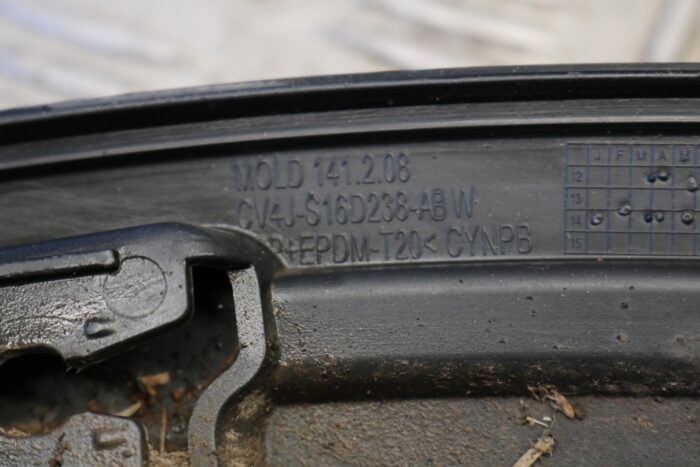 MOLD 141.2.08
CV4J-S16D238-AB W
P+EPDM-T20< CYNPB
J F M A M
12
13
14
15